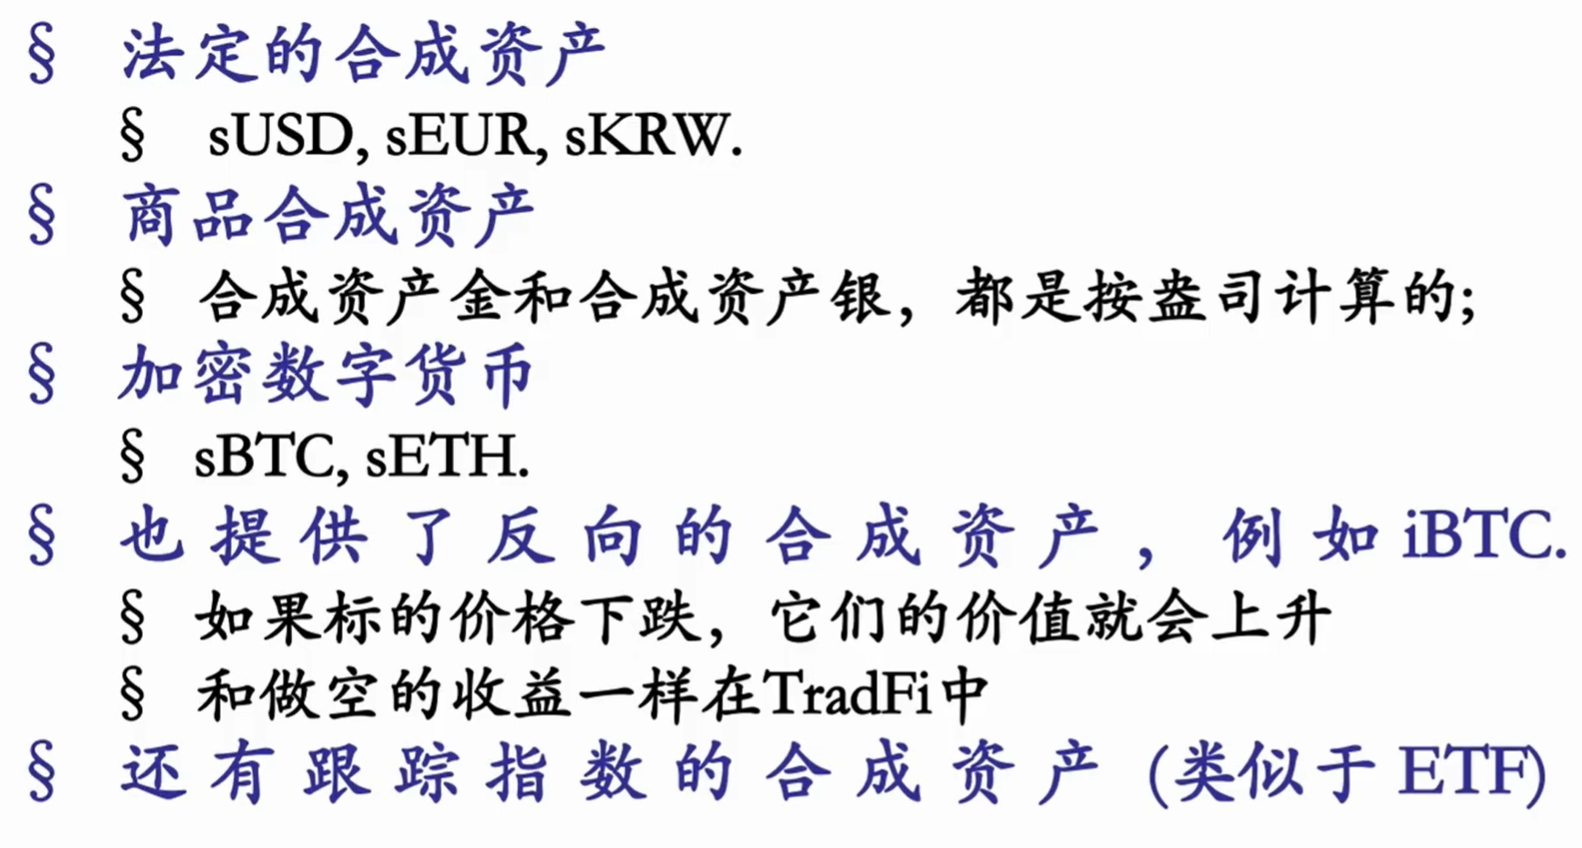 § 法定的合成资产
§ sUSD, sEUR, sKRW.
§ 商品合成资产
§ 合成资产金和合成资产银，都是按盎司计算的;
§ 加密数字货币
§ sBTC, sETH.
§ 也提供了反向的合成资产，例如 iBTC.
§ 如果标的价格下跌，它们的价值就会上升
§ 和做空的收益一样在TradFi中
§ 还有跟踪指数的合成资产 (类似于 ETF)